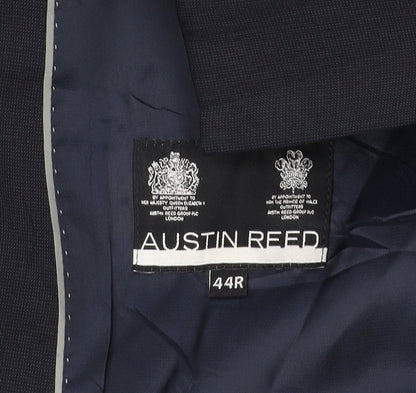 BY APPOINTMENT TO
HER MAJESTY QUEEN ELIZABETH II
OUTFITTERS
AUSTIN REED GROUP PLC
LONDON
BY APPOINTMENT TO
HRH THE PRINCE OF WALES
OUTFITTERS
AUSTIN REED GROUP PLC
LONDON
AUSTIN REED
44R